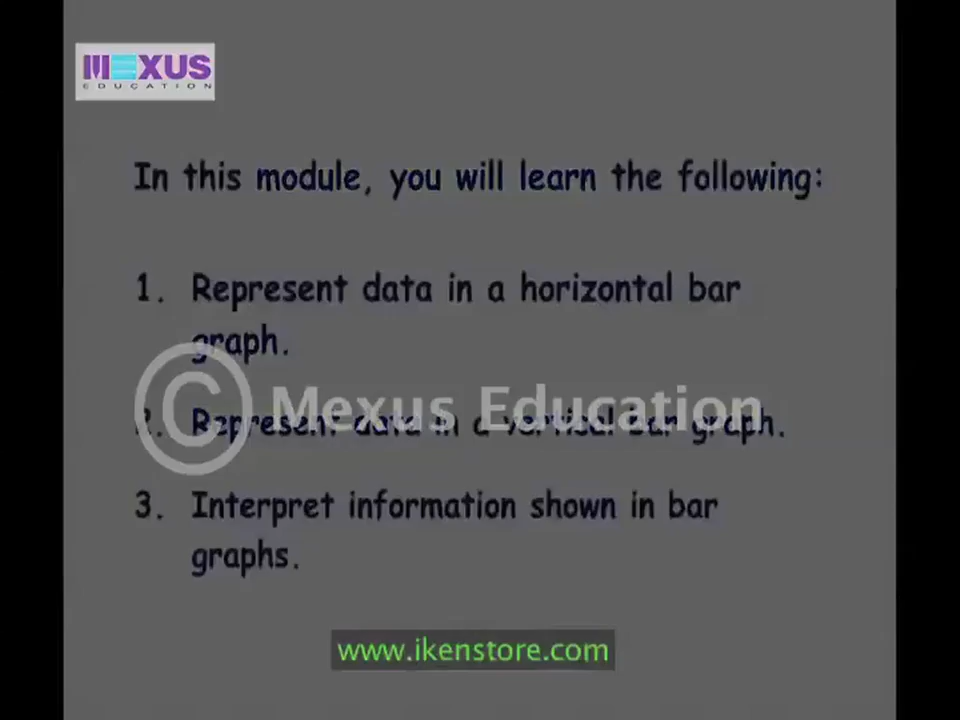 MEXUS
EDUCATION
In this module, you will learn the following:
1. Represent data in a horizontal bar
graph.
© Mexus Education
2. Represent data in a vertical bar graph.
3. Interpret information shown in bar
graphs.
www.ikenstore.com